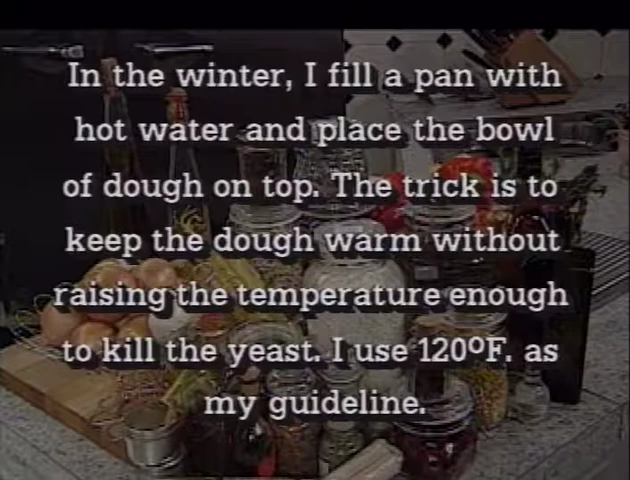 In the winter, I fill a pan with
hot water and place the bowl
of dough on top. The trick is to
keep the dough warm without
raising the temperature enough
to kill the yeast. I use 120ºF. as
my guideline.